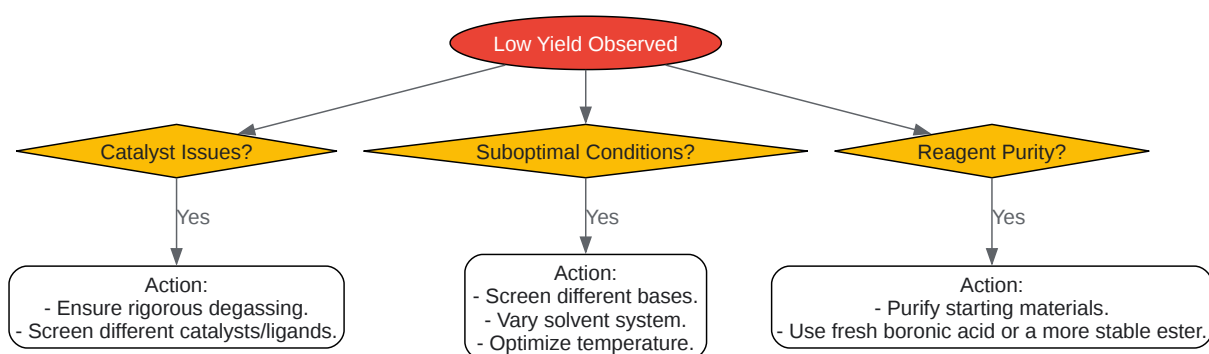 Low Yield Observed
Catalyst Issues?
Suboptimal Conditions?
Reagent Purity?
Yes
Yes
Yes
Action:
- Ensure rigorous degassing.
- Screen different catalysts/ligands.
Action:
- Screen different bases.
- Vary solvent system.
- Optimize temperature.
Action:
- Purify starting materials.
- Use fresh boronic acid or a more stable ester.